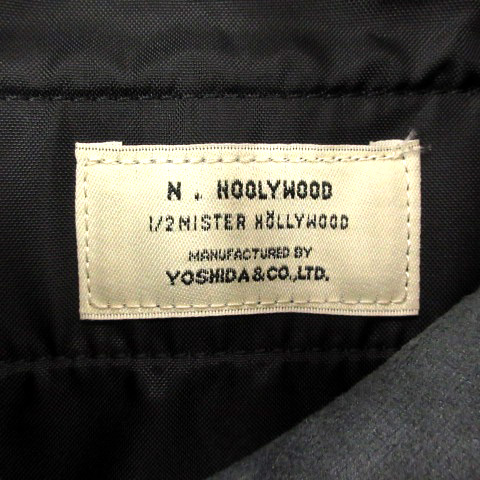 N . HOOLYWOOD
1/2 MISTER HÖLLYWOOD
MANUFACTURED BY
YOSHIDA & CO., LTD.